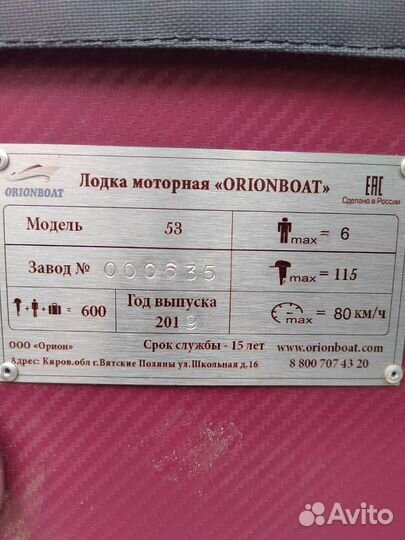 ORIONBOAT
Лодка моторная «ORIONBOAT»
ЕАС
Сделано в России
Модель 53
max = 6
Завод № 000635
max = 115
+ + = 600
Год выпуска
2019
max = 80 км/ч
ООО «Орион» Срок службы - 15 лет www.orionboat.com
Адрес: Киров.обл г.Вятские Поляны ул.Школьная д.16 8 800 707 43 20
Avito